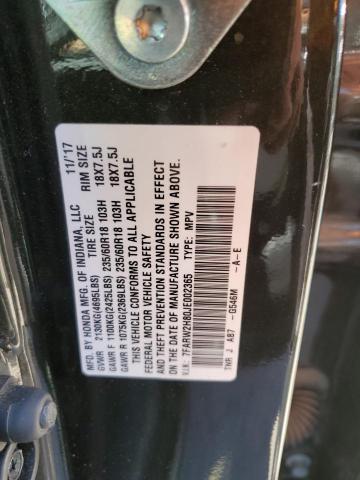 MFD. BY HONDA MFG. OF INDIANA, LLC 11/'17
TIRE SIZE RIM SIZE
GVWR 2130KG(4695LBS)
GAWR F 1100KG(2425LBS) 235/60R18 103H 18X7.5J
GAWR R 1075KG(2369LBS) 235/60R18 103H 18X7.5J
THIS VEHICLE CONFORMS TO ALL APPLICABLE
FEDERAL MOTOR VEHICLE SAFETY
AND THEFT PREVENTION STANDARDS IN EFFECT
ON THE DATE OF MANUFACTURE SHOWN ABOVE.
V.I.N.: 7FARW2H80JE002365 TYPE: MPV
TNR J A87 -G546M -A-E